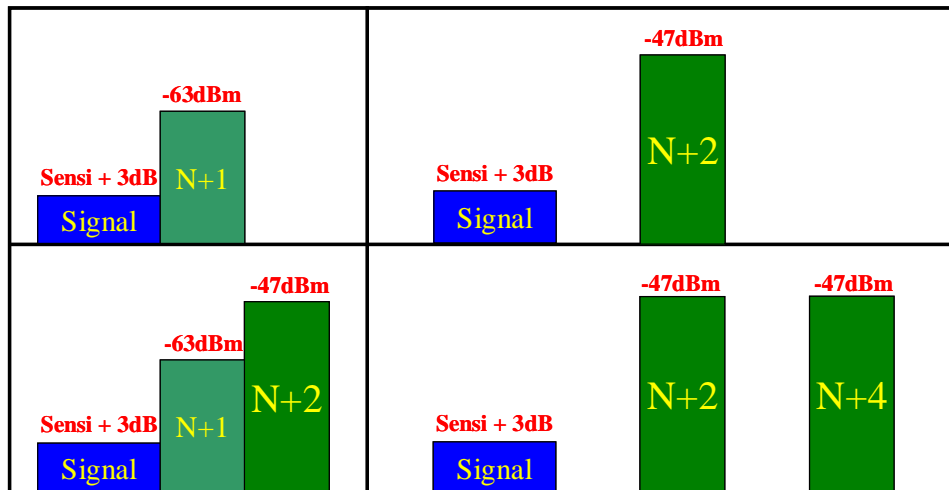 -63dBm
Sensi + 3dB
N+1
Signal
-47dBm
N+2
Sensi + 3dB
Signal
-47dBm
-63dBm
N+2
Sensi + 3dB
N+1
Signal
-47dBm
-47dBm
N+2
N+4
Sensi + 3dB
Signal